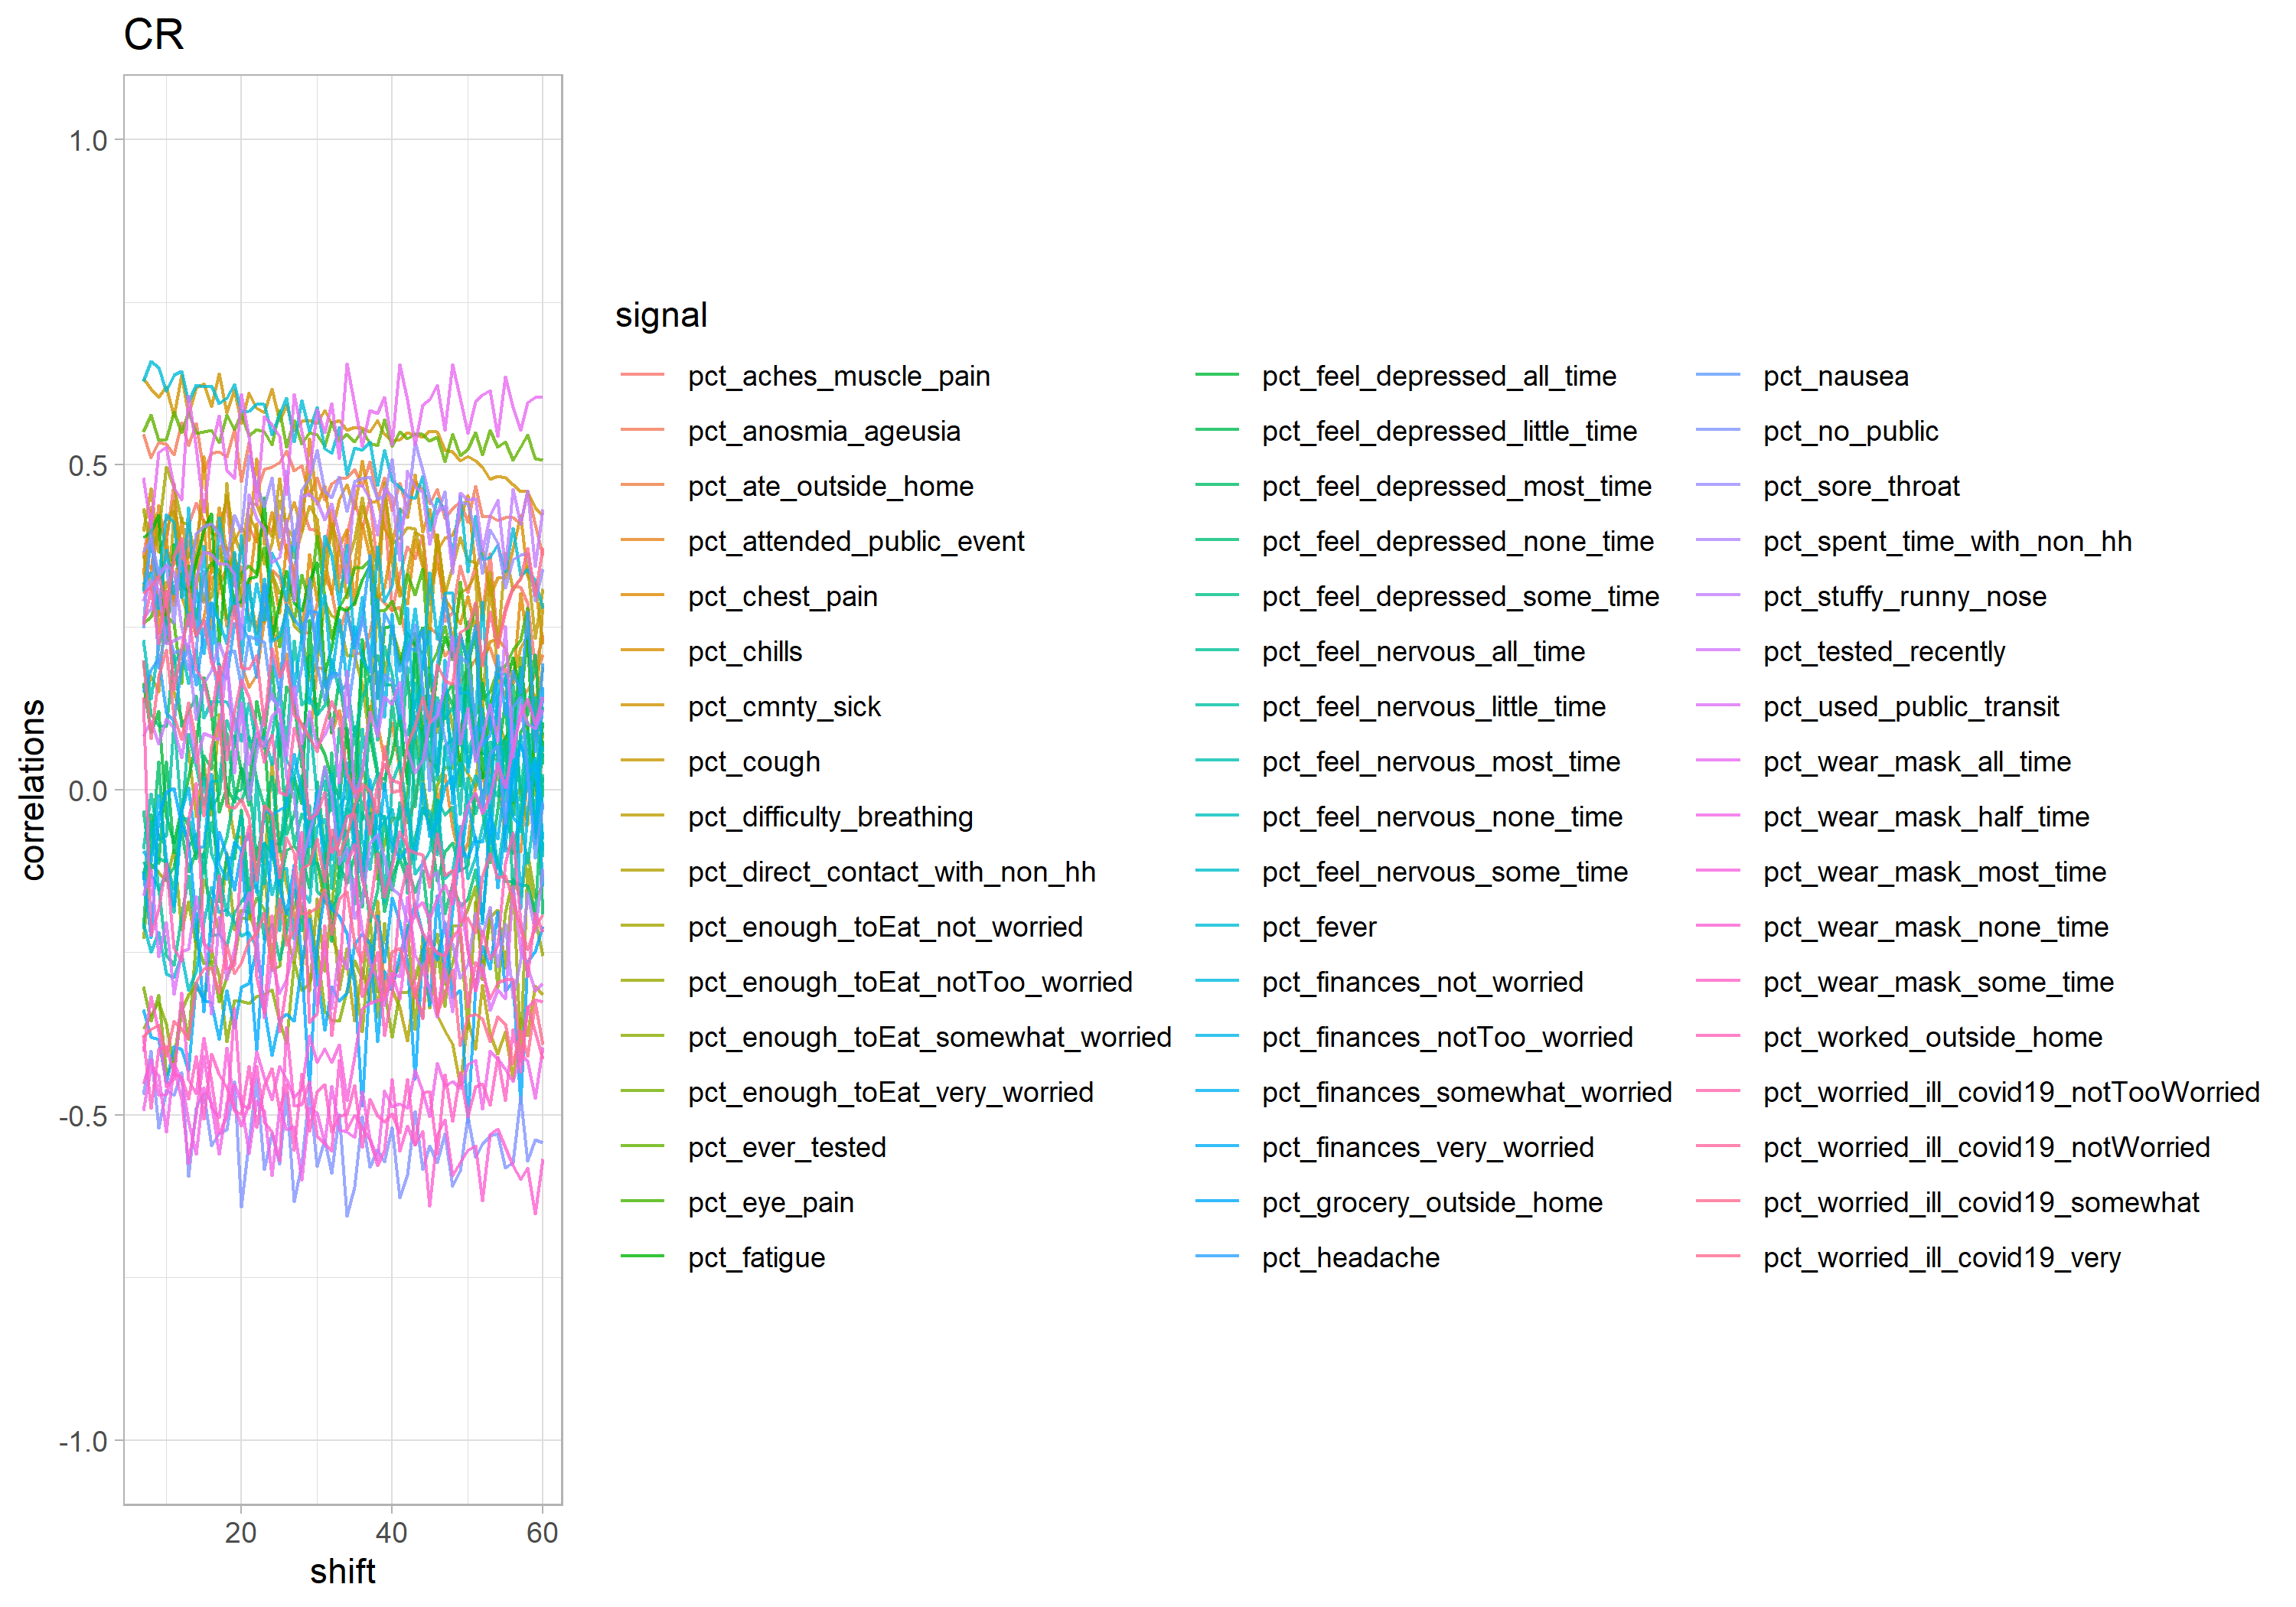 CR
1.0
0.5
0.0
-0.5
-1.0
correlations
20 40 60
shift
signal
pct_aches_muscle_pain
pct_anosmia_ageusia
pct_ate_outside_home
pct_attended_public_event
pct_chest_pain
pct_chills
pct_cmnty_sick
pct_cough
pct_difficulty_breathing
pct_direct_contact_with_non_hh
pct_enough_toEat_not_worried
pct_enough_toEat_notToo_worried
pct_enough_toEat_somewhat_worried
pct_enough_toEat_very_worried
pct_ever_tested
pct_eye_pain
pct_fatigue
pct_feel_depressed_all_time
pct_feel_depressed_little_time
pct_feel_depressed_most_time
pct_feel_depressed_none_time
pct_feel_depressed_some_time
pct_feel_nervous_all_time
pct_feel_nervous_little_time
pct_feel_nervous_most_time
pct_feel_nervous_none_time
pct_feel_nervous_some_time
pct_fever
pct_finances_not_worried
pct_finances_notToo_worried
pct_finances_somewhat_worried
pct_finances_very_worried
pct_grocery_outside_home
pct_headache
pct_nausea
pct_no_public
pct_sore_throat
pct_spent_time_with_non_hh
pct_stuffy_runny_nose
pct_tested_recently
pct_used_public_transit
pct_wear_mask_all_time
pct_wear_mask_half_time
pct_wear_mask_most_time
pct_wear_mask_none_time
pct_wear_mask_some_time
pct_worked_outside_home
pct_worried_ill_covid19_notTooWorried
pct_worried_ill_covid19_notWorried
pct_worried_ill_covid19_somewhat
pct_worried_ill_covid19_very